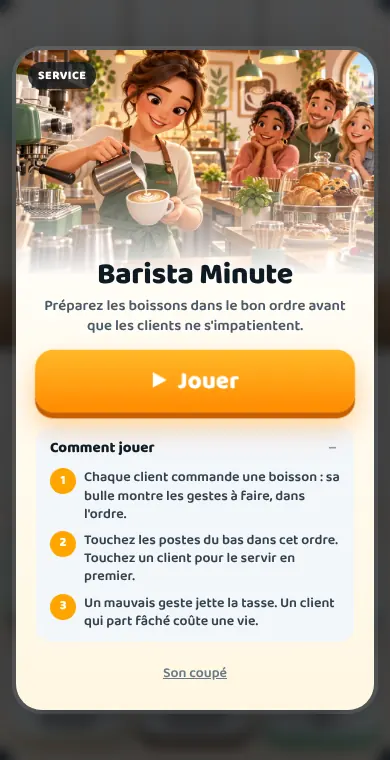 SERVICE
Barista Minute
Préparez les boissons dans le bon ordre avant
que les clients ne s'impatientent.
Jouer
Comment jouer –
1 Chaque client commande une boisson : sa
bulle montre les gestes à faire, dans
l'ordre.
2 Touchez les postes du bas dans cet ordre.
Touchez un client pour le servir en
premier.
3 Un mauvais geste jette la tasse. Un client
qui part fâché coûte une vie.
Son coupé